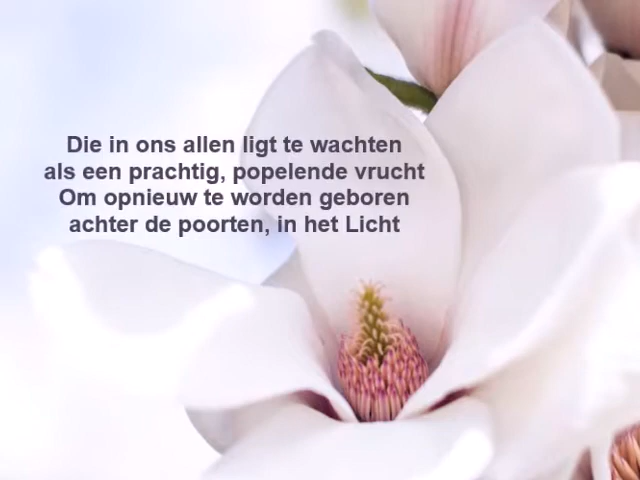 Die in ons allen ligt te wachten
als een prachtig, popelende vrucht
Om opnieuw te worden geboren
achter de poorten, in het Licht